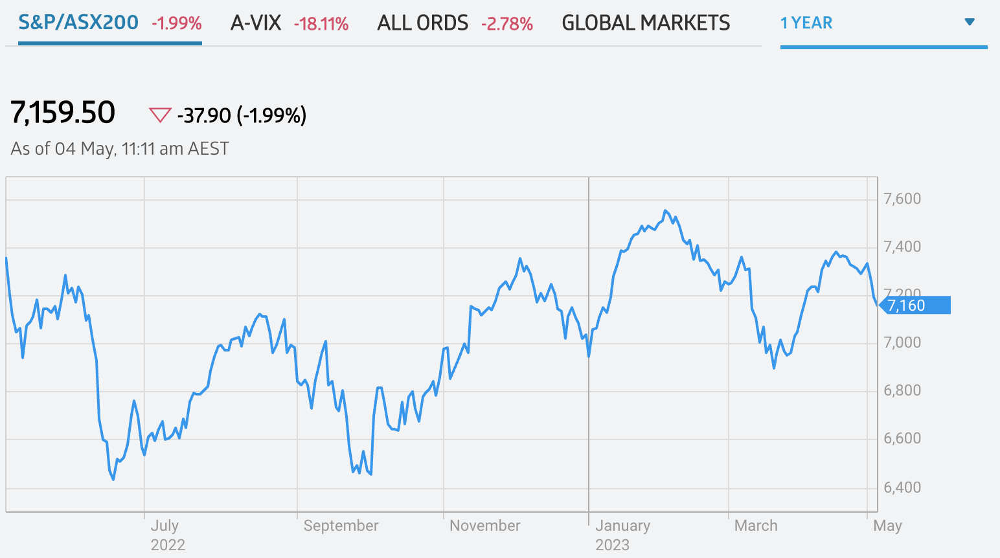 S&P/ASX200 -1.99% A-VIX -18.11% ALL ORDS -2.78% GLOBAL MARKETS 1 YEAR
7,159.50 -37.90 (-1.99%)
As of 04 May, 11:11 am AEST
7,600
7,400
7,200
7,160
7,000
6,800
6,600
6,400
July September November January March May
2022 2023